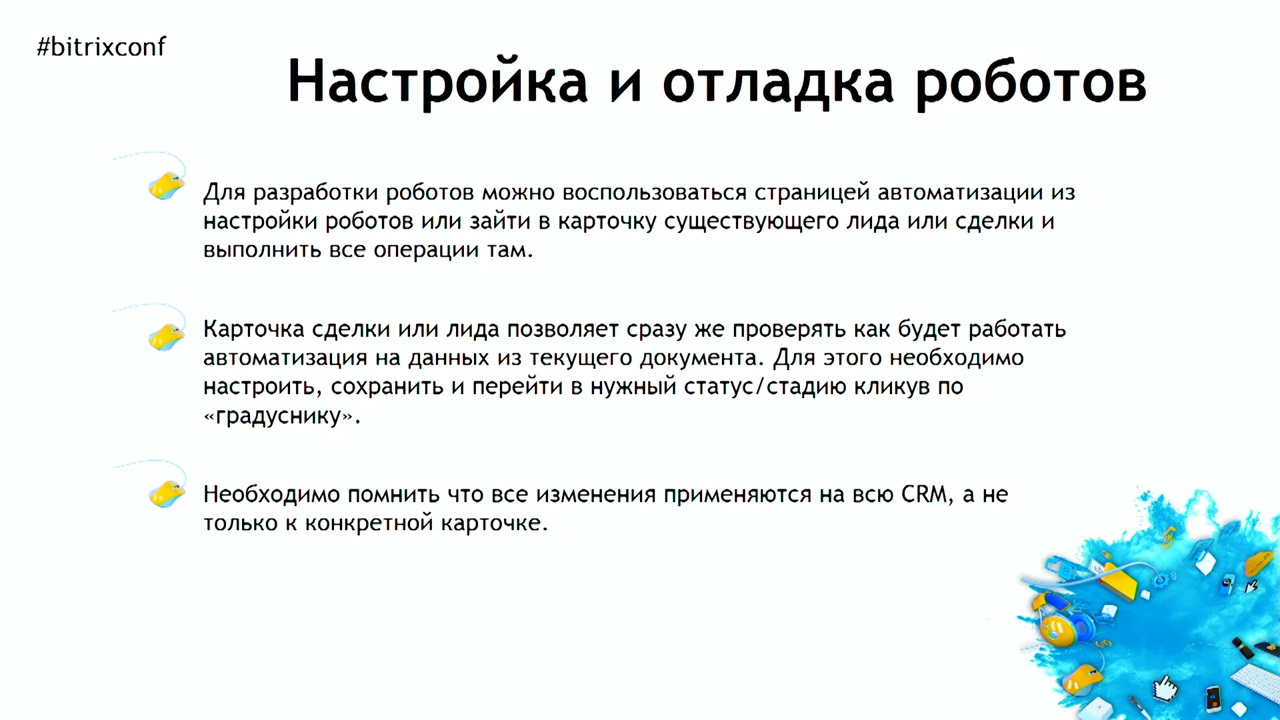 #bitrixconf
Настройка и отладка роботов
Для разработки роботов можно воспользоваться страницей автоматизации из
настройки роботов или зайти в карточку существующего лида или сделки и
выполнить все операции там.
Карточка сделки или лида позволяет сразу же проверять как будет работать
автоматизация на данных из текущего документа. Для этого необходимо
настроить, сохранить и перейти в нужный статус/стадию кликув по
«градуснику».
Необходимо помнить что все изменения применяются на всю CRM, а не
только к конкретной карточке.